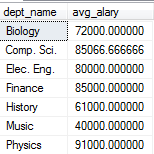 dept_name avg_alary
Biology 72000.000000
Comp. Sci. 85066.666666
Elec. Eng. 80000.000000
Finance 85000.000000
History 61000.000000
Music 40000.000000
Physics 91000.000000